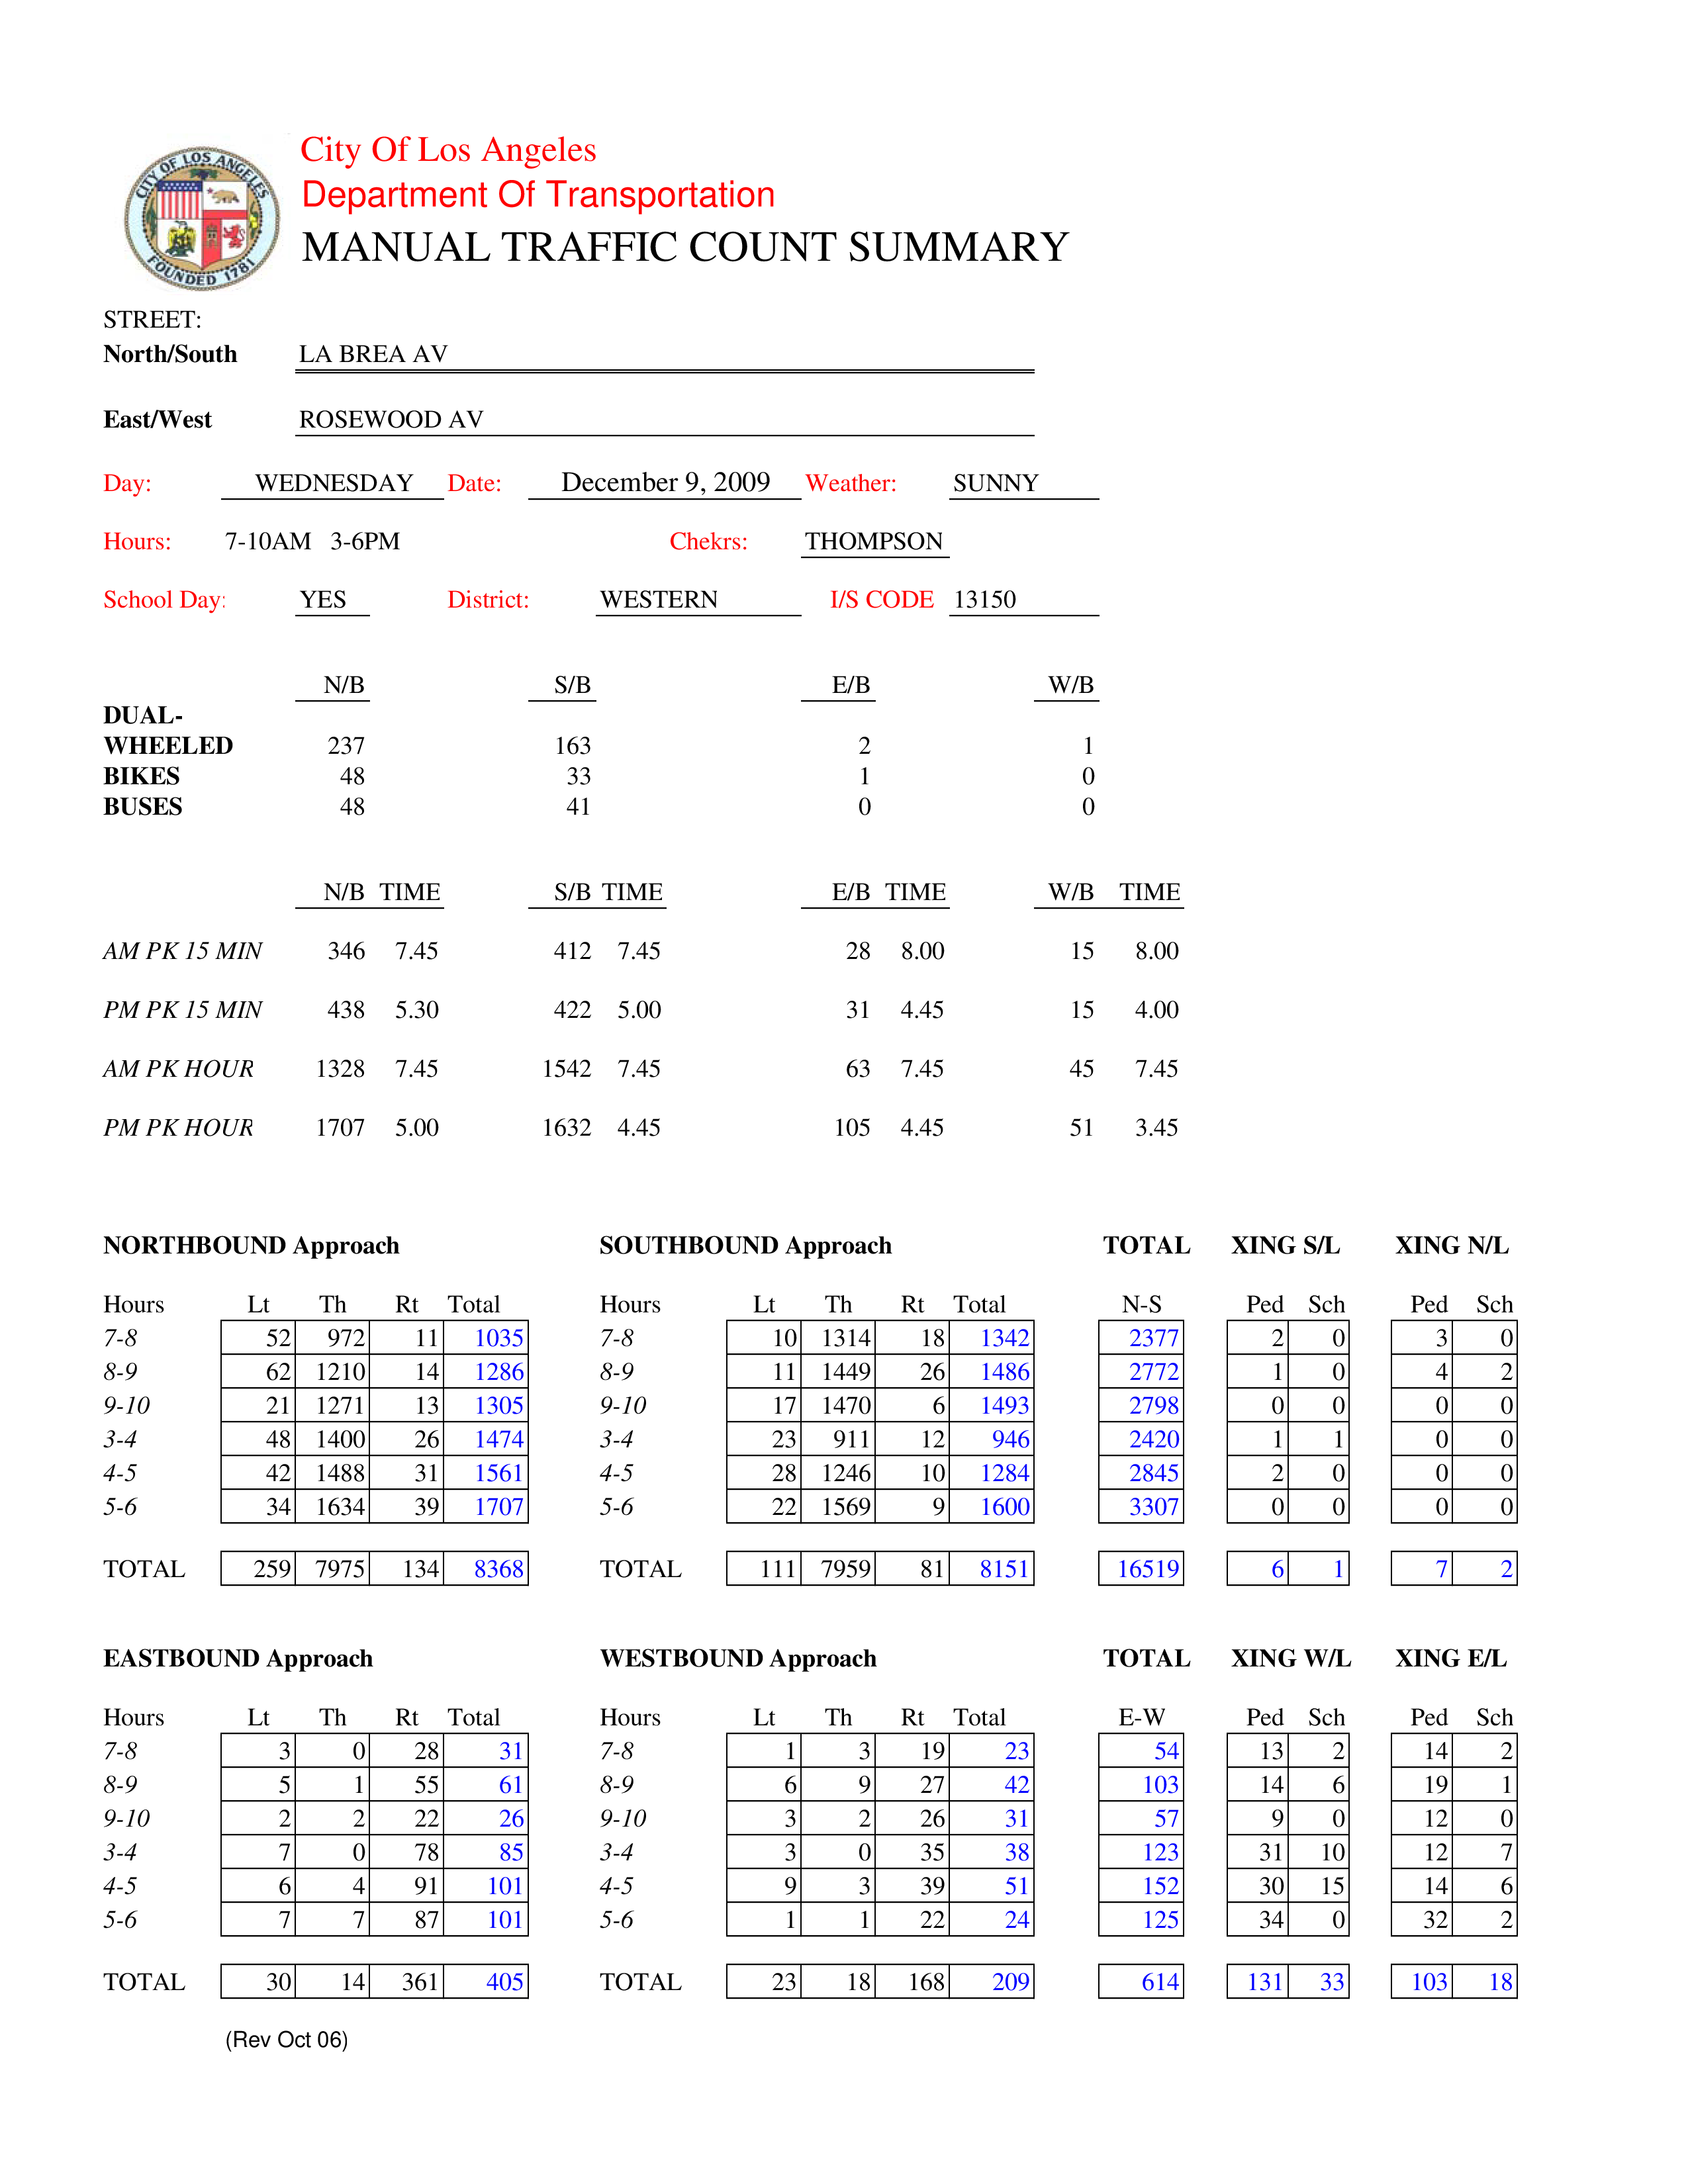 CITY OF LOS ANGELES
FOUNDED 1781
City Of Los Angeles
Department Of Transportation
MANUAL TRAFFIC COUNT SUMMARY
STREET:
North/South LA BREA AV
East/West ROSEWOOD AV
Day: WEDNESDAY Date: December 9, 2009 Weather: SUNNY
Hours: 7-10AM 3-6PM Chekrs: THOMPSON
School Day: YES District: WESTERN I/S CODE 13150
N/B S/B E/B W/B
DUAL-
WHEELED 237 163 2 1
BIKES 48 33 1 0
BUSES 48 41 0 0
N/B TIME S/B TIME E/B TIME W/B TIME
AM PK 15 MIN 346 7.45 412 7.45 28 8.00 15 8.00
PM PK 15 MIN 438 5.30 422 5.00 31 4.45 15 4.00
AM PK HOUR 1328 7.45 1542 7.45 63 7.45 45 7.45
PM PK HOUR 1707 5.00 1632 4.45 105 4.45 51 3.45
NORTHBOUND Approach SOUTHBOUND Approach TOTAL XING S/L XING N/L
Hours Lt Th Rt Total Hours Lt Th Rt Total N-S Ped Sch Ped Sch
7-8 52 972 11 1035 7-8 10 1314 18 1342 2377 2 0 3 0
8-9 62 1210 14 1286 8-9 11 1449 26 1486 2772 1 0 4 2
9-10 21 1271 13 1305 9-10 17 1470 6 1493 2798 0 0 0 0
3-4 48 1400 26 1474 3-4 23 911 12 946 2420 1 1 0 0
4-5 42 1488 31 1561 4-5 28 1246 10 1284 2845 2 0 0 0
5-6 34 1634 39 1707 5-6 22 1569 9 1600 3307 0 0 0 0
TOTAL 259 7975 134 8368 TOTAL 111 7959 81 8151 16519 6 1 7 2
EASTBOUND Approach WESTBOUND Approach TOTAL XING W/L XING E/L
Hours Lt Th Rt Total Hours Lt Th Rt Total E-W Ped Sch Ped Sch
7-8 3 0 28 31 7-8 1 3 19 23 54 13 2 14 2
8-9 5 1 55 61 8-9 6 9 27 42 103 14 6 19 1
9-10 2 2 22 26 9-10 3 2 26 31 57 9 0 12 0
3-4 7 0 78 85 3-4 3 0 35 38 123 31 10 12 7
4-5 6 4 91 101 4-5 9 3 39 51 152 30 15 14 6
5-6 7 7 87 101 5-6 1 1 22 24 125 34 0 32 2
TOTAL 30 14 361 405 TOTAL 23 18 168 209 614 131 33 103 18
(Rev Oct 06)